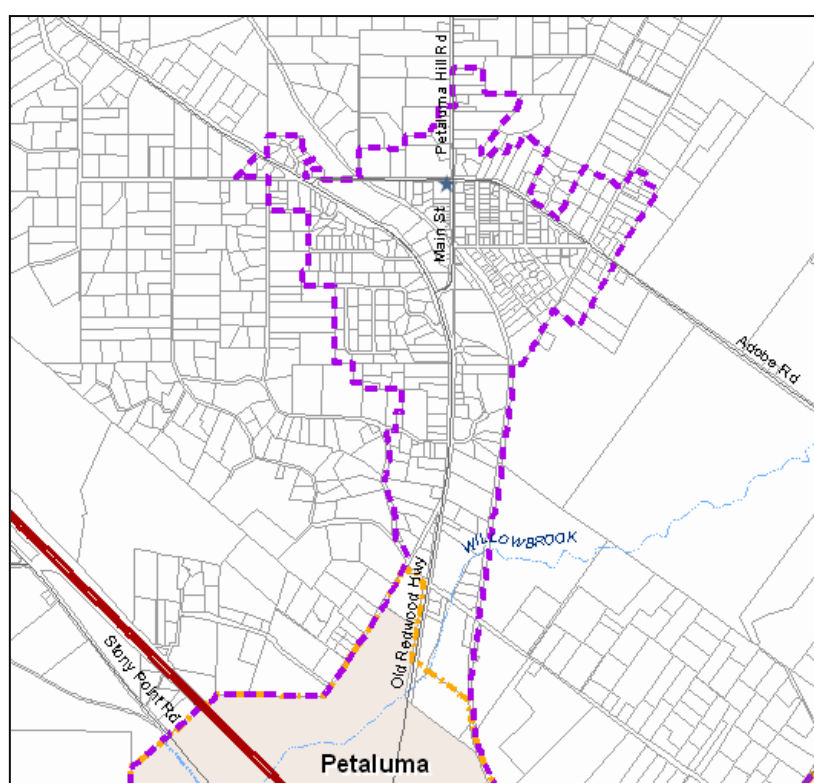 Petaluma Hill Rd
Main St
Adobe Rd
WILLOWBROOK
Old Redwood Hwy
Stony Point Rd
Petaluma